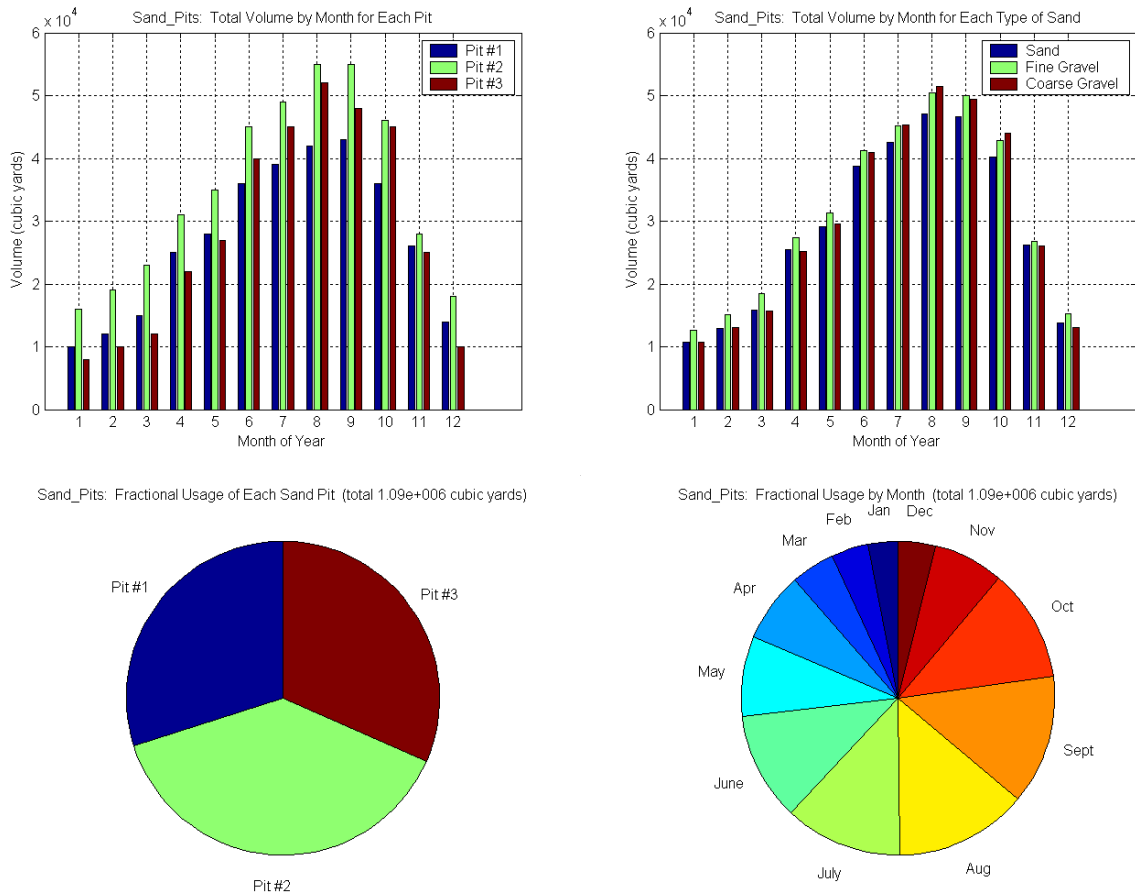 Sand_Pits: Total Volume by Month for Each Pit
x 10^4
6
5
4
3
2
1
0
Volume (cubic yards)
Pit #1
Pit #2
Pit #3
1 2 3 4 5 6 7 8 9 10 11 12
Month of Year
Sand_Pits: Total Volume by Month for Each Type of Sand
x 10^4
6
5
4
3
2
1
0
Volume (cubic yards)
Sand
Fine Gravel
Coarse Gravel
1 2 3 4 5 6 7 8 9 10 11 12
Month of Year
Sand_Pits: Fractional Usage of Each Sand Pit (total 1.09e+006 cubic yards)
Pit #1
Pit #3
Pit #2
Sand_Pits: Fractional Usage by Month (total 1.09e+006 cubic yards)
Jan
Dec
Feb
Nov
Mar
Apr
Oct
May
Sept
June
July
Aug